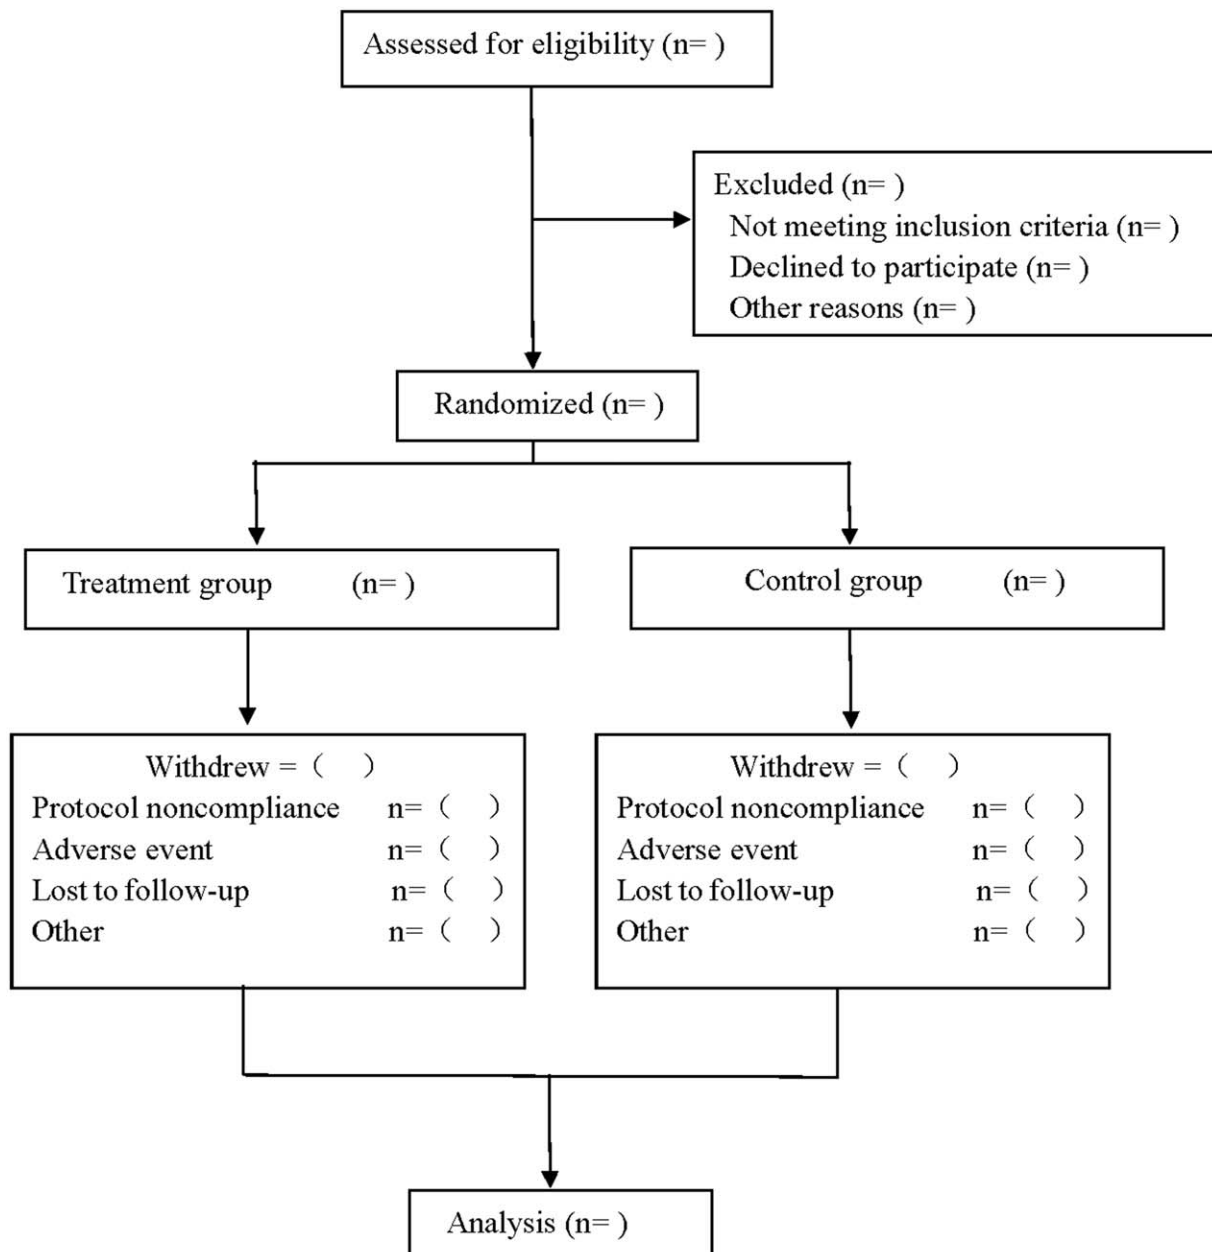 Assessed for eligibility (n= )
Excluded (n= )
Not meeting inclusion criteria (n= )
Declined to participate (n= )
Other reasons (n= )
Randomized (n= )
Treatment group (n= )
Control group (n= )
Withdrew =（ ）
Protocol noncompliance n=（ ）
Adverse event n=（ ）
Lost to follow-up n=（ ）
Other n=（ ）
Withdrew =（ ）
Protocol noncompliance n=（ ）
Adverse event n=（ ）
Lost to follow-up n=（ ）
Other n=（ ）
Analysis (n= )